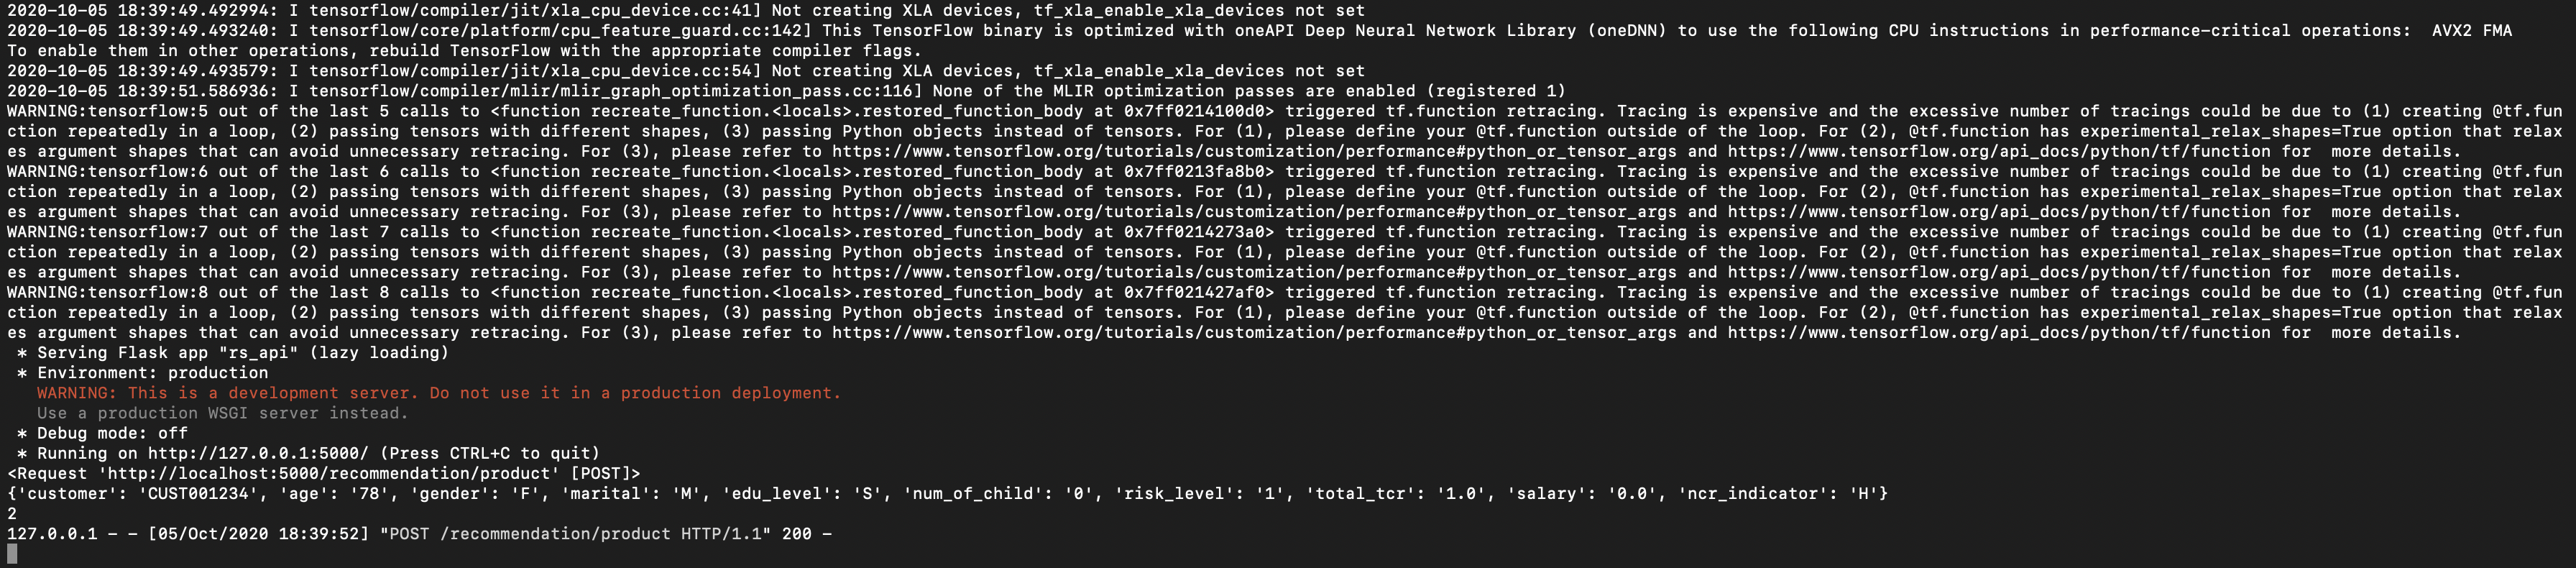 2020-10-05 18:39:49.492994: I tensorflow/compiler/jit/xla_cpu_device.cc:41] Not creating XLA devices, tf_xla_enable_xla_devices not set
2020-10-05 18:39:49.493240: I tensorflow/core/platform/cpu_feature_guard.cc:142] This TensorFlow binary is optimized with oneAPI Deep Neural Network Library (oneDNN) to use the following CPU instructions in performance-critical operations:  AVX2 FMA
To enable them in other operations, rebuild TensorFlow with the appropriate compiler flags.
2020-10-05 18:39:49.493579: I tensorflow/compiler/jit/xla_cpu_device.cc:54] Not creating XLA devices, tf_xla_enable_xla_devices not set
2020-10-05 18:39:51.586936: I tensorflow/compiler/mlir/mlir_graph_optimization_pass.cc:116] None of the MLIR optimization passes are enabled (registered 1)
WARNING:tensorflow:5 out of the last 5 calls to <function recreate_function.<locals>.restored_function_body at 0x7ff0214100d0> triggered tf.function retracing. Tracing is expensive and the excessive number of tracings could be due to (1) creating @tf.fun
ction repeatedly in a loop, (2) passing tensors with different shapes, (3) passing Python objects instead of tensors. For (1), please define your @tf.function outside of the loop. For (2), @tf.function has experimental_relax_shapes=True option that relax
es argument shapes that can avoid unnecessary retracing. For (3), please refer to https://www.tensorflow.org/tutorials/customization/performance#python_or_tensor_args and https://www.tensorflow.org/api_docs/python/tf/function for  more details.
WARNING:tensorflow:6 out of the last 6 calls to <function recreate_function.<locals>.restored_function_body at 0x7ff0213fa8b0> triggered tf.function retracing. Tracing is expensive and the excessive number of tracings could be due to (1) creating @tf.fun
ction repeatedly in a loop, (2) passing tensors with different shapes, (3) passing Python objects instead of tensors. For (1), please define your @tf.function outside of the loop. For (2), @tf.function has experimental_relax_shapes=True option that relax
es argument shapes that can avoid unnecessary retracing. For (3), please refer to https://www.tensorflow.org/tutorials/customization/performance#python_or_tensor_args and https://www.tensorflow.org/api_docs/python/tf/function for  more details.
WARNING:tensorflow:7 out of the last 7 calls to <function recreate_function.<locals>.restored_function_body at 0x7ff0214273a0> triggered tf.function retracing. Tracing is expensive and the excessive number of tracings could be due to (1) creating @tf.fun
ction repeatedly in a loop, (2) passing tensors with different shapes, (3) passing Python objects instead of tensors. For (1), please define your @tf.function outside of the loop. For (2), @tf.function has experimental_relax_shapes=True option that relax
es argument shapes that can avoid unnecessary retracing. For (3), please refer to https://www.tensorflow.org/tutorials/customization/performance#python_or_tensor_args and https://www.tensorflow.org/api_docs/python/tf/function for  more details.
WARNING:tensorflow:8 out of the last 8 calls to <function recreate_function.<locals>.restored_function_body at 0x7ff021427af0> triggered tf.function retracing. Tracing is expensive and the excessive number of tracings could be due to (1) creating @tf.fun
ction repeatedly in a loop, (2) passing tensors with different shapes, (3) passing Python objects instead of tensors. For (1), please define your @tf.function outside of the loop. For (2), @tf.function has experimental_relax_shapes=True option that relax
es argument shapes that can avoid unnecessary retracing. For (3), please refer to https://www.tensorflow.org/tutorials/customization/performance#python_or_tensor_args and https://www.tensorflow.org/api_docs/python/tf/function for  more details.
 * Serving Flask app "rs_api" (lazy loading)
 * Environment: production
   WARNING: This is a development server. Do not use it in a production deployment.
   Use a production WSGI server instead.
 * Debug mode: off
 * Running on http://127.0.0.1:5000/ (Press CTRL+C to quit)
<Request 'http://localhost:5000/recommendation/product' [POST]>
{'customer': 'CUST001234', 'age': '78', 'gender': 'F', 'marital': 'M', 'edu_level': 'S', 'num_of_child': '0', 'risk_level': '1', 'total_tcr': '1.0', 'salary': '0.0', 'ncr_indicator': 'H'}
2
127.0.0.1 - - [05/Oct/2020 18:39:52] "POST /recommendation/product HTTP/1.1" 200 -